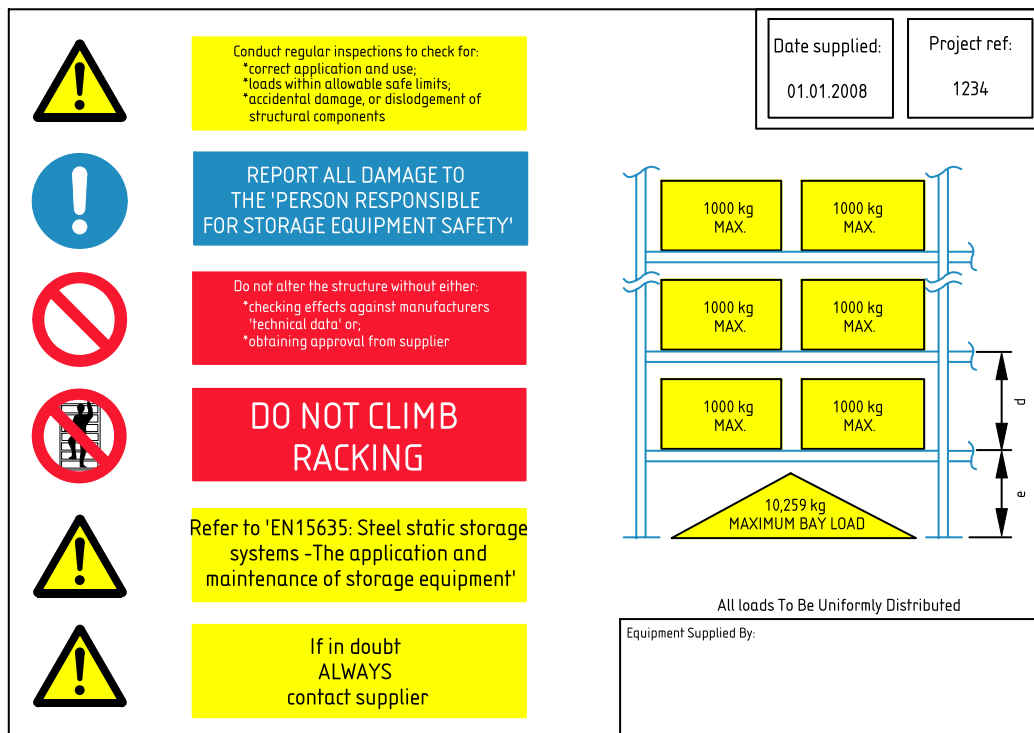 Conduct regular inspections to check for:
*correct application and use;
*loads within allowable safe limits;
*accidental damage, or dislodgement of
structural components
REPORT ALL DAMAGE TO
THE 'PERSON RESPONSIBLE
FOR STORAGE EQUIPMENT SAFETY'
Do not alter the structure without either:
*checking effects against manufacturers
'technical data' or;
*obtaining approval from supplier
DO NOT CLIMB
RACKING
Refer to 'EN15635: Steel static storage
systems -The application and
maintenance of storage equipment'
If in doubt
ALWAYS
contact supplier
Date supplied:
01.01.2008
Project ref:
1234
1000 kg
MAX.
1000 kg
MAX.
1000 kg
MAX.
1000 kg
MAX.
1000 kg
MAX.
1000 kg
MAX.
d
e
10,259 kg
MAXIMUM BAY LOAD
All loads To Be Uniformly Distributed
Equipment Supplied By: